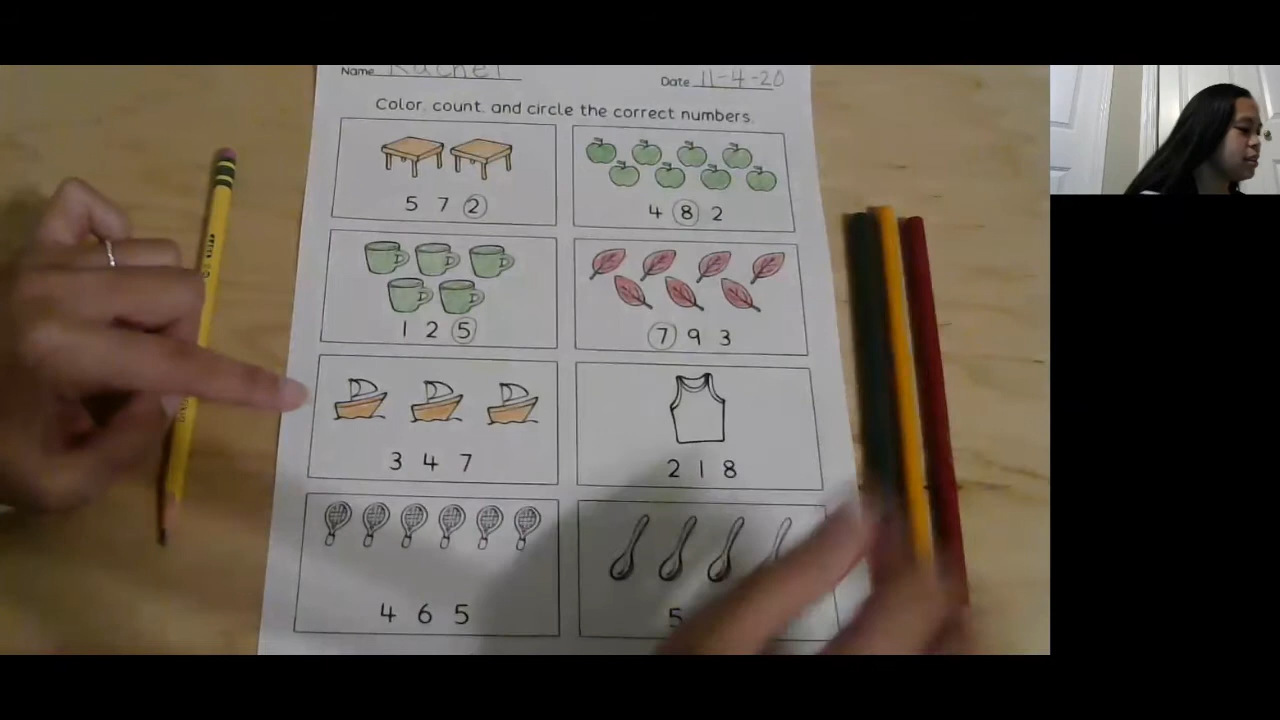 Name Rachel Date 11-4-20
Color, count, and circle the correct numbers.
5 7 2
4 8 2
1 2 5
7 9 3
3 4 7
2 1 8
4 6 5
5